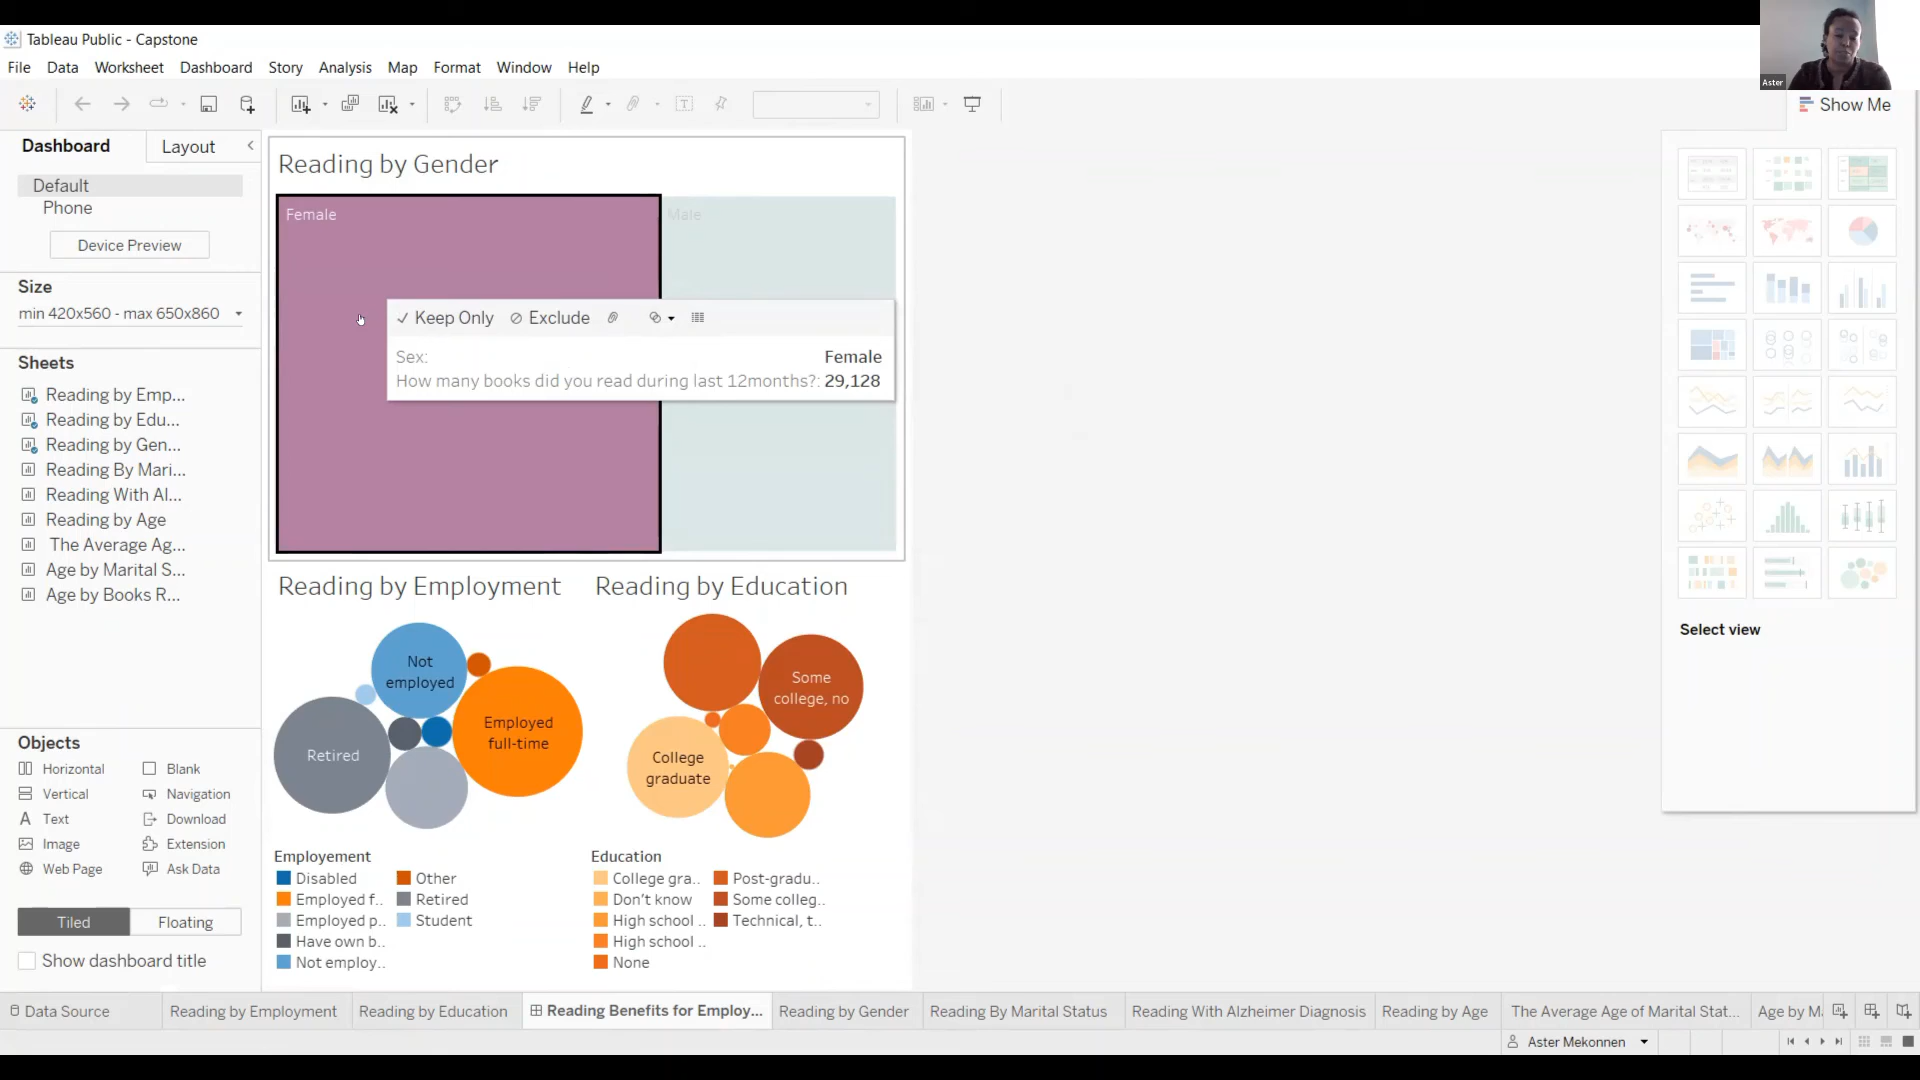 Tableau Public - Capstone
File Data Worksheet Dashboard Story Analysis Map Format Window Help
Aster
Show Me
Dashboard Layout
Default
Phone
Device Preview
Size
min 420x560 - max 650x860
Sheets
Reading by Emp...
Reading by Edu...
Reading by Gen...
Reading By Mari...
Reading With Al...
Reading by Age
The Average Ag...
Age by Marital S...
Age by Books R...
Objects
Horizontal Blank
Vertical Navigation
Text Download
Image Extension
Web Page Ask Data
Tiled Floating
Show dashboard title
Reading by Gender
Female
Male
Keep Only Exclude
Sex: Female
How many books did you read during last 12months?: 29,128
Reading by Employment
Not
employed
Employed
full-time
Retired
Employement
Disabled
Employed f..
Employed p..
Have own b..
Not employ..
Other
Retired
Student
Reading by Education
Some
college, no
College
graduate
Education
College gra..
Don't know
High school ..
High school ..
None
Post-gradu..
Some colleg..
Technical, t..
Select view
Data Source Reading by Employment Reading by Education Reading Benefits for Employ... Reading by Gender Reading By Marital Status Reading With Alzheimer Diagnosis Reading by Age The Average Age of Marital Stat... Age by M
Aster Mekonnen